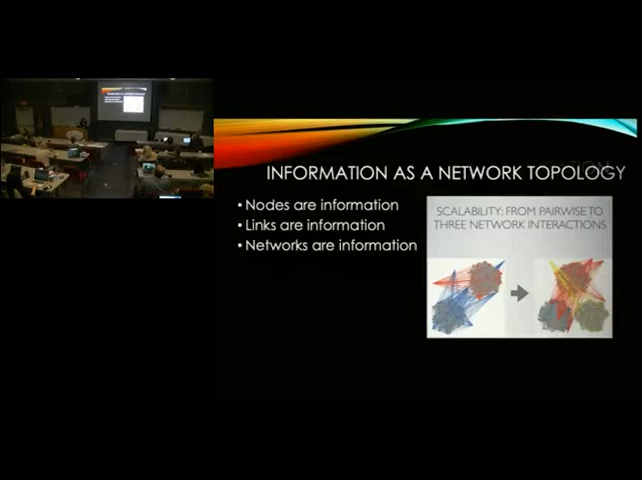 INFORMATION AS A NETWORK TOPOLOGY
• Nodes are information
• Links are information
• Networks are information
SCALABILITY: FROM PAIRWISE TO
THREE NETWORK INTERACTIONS